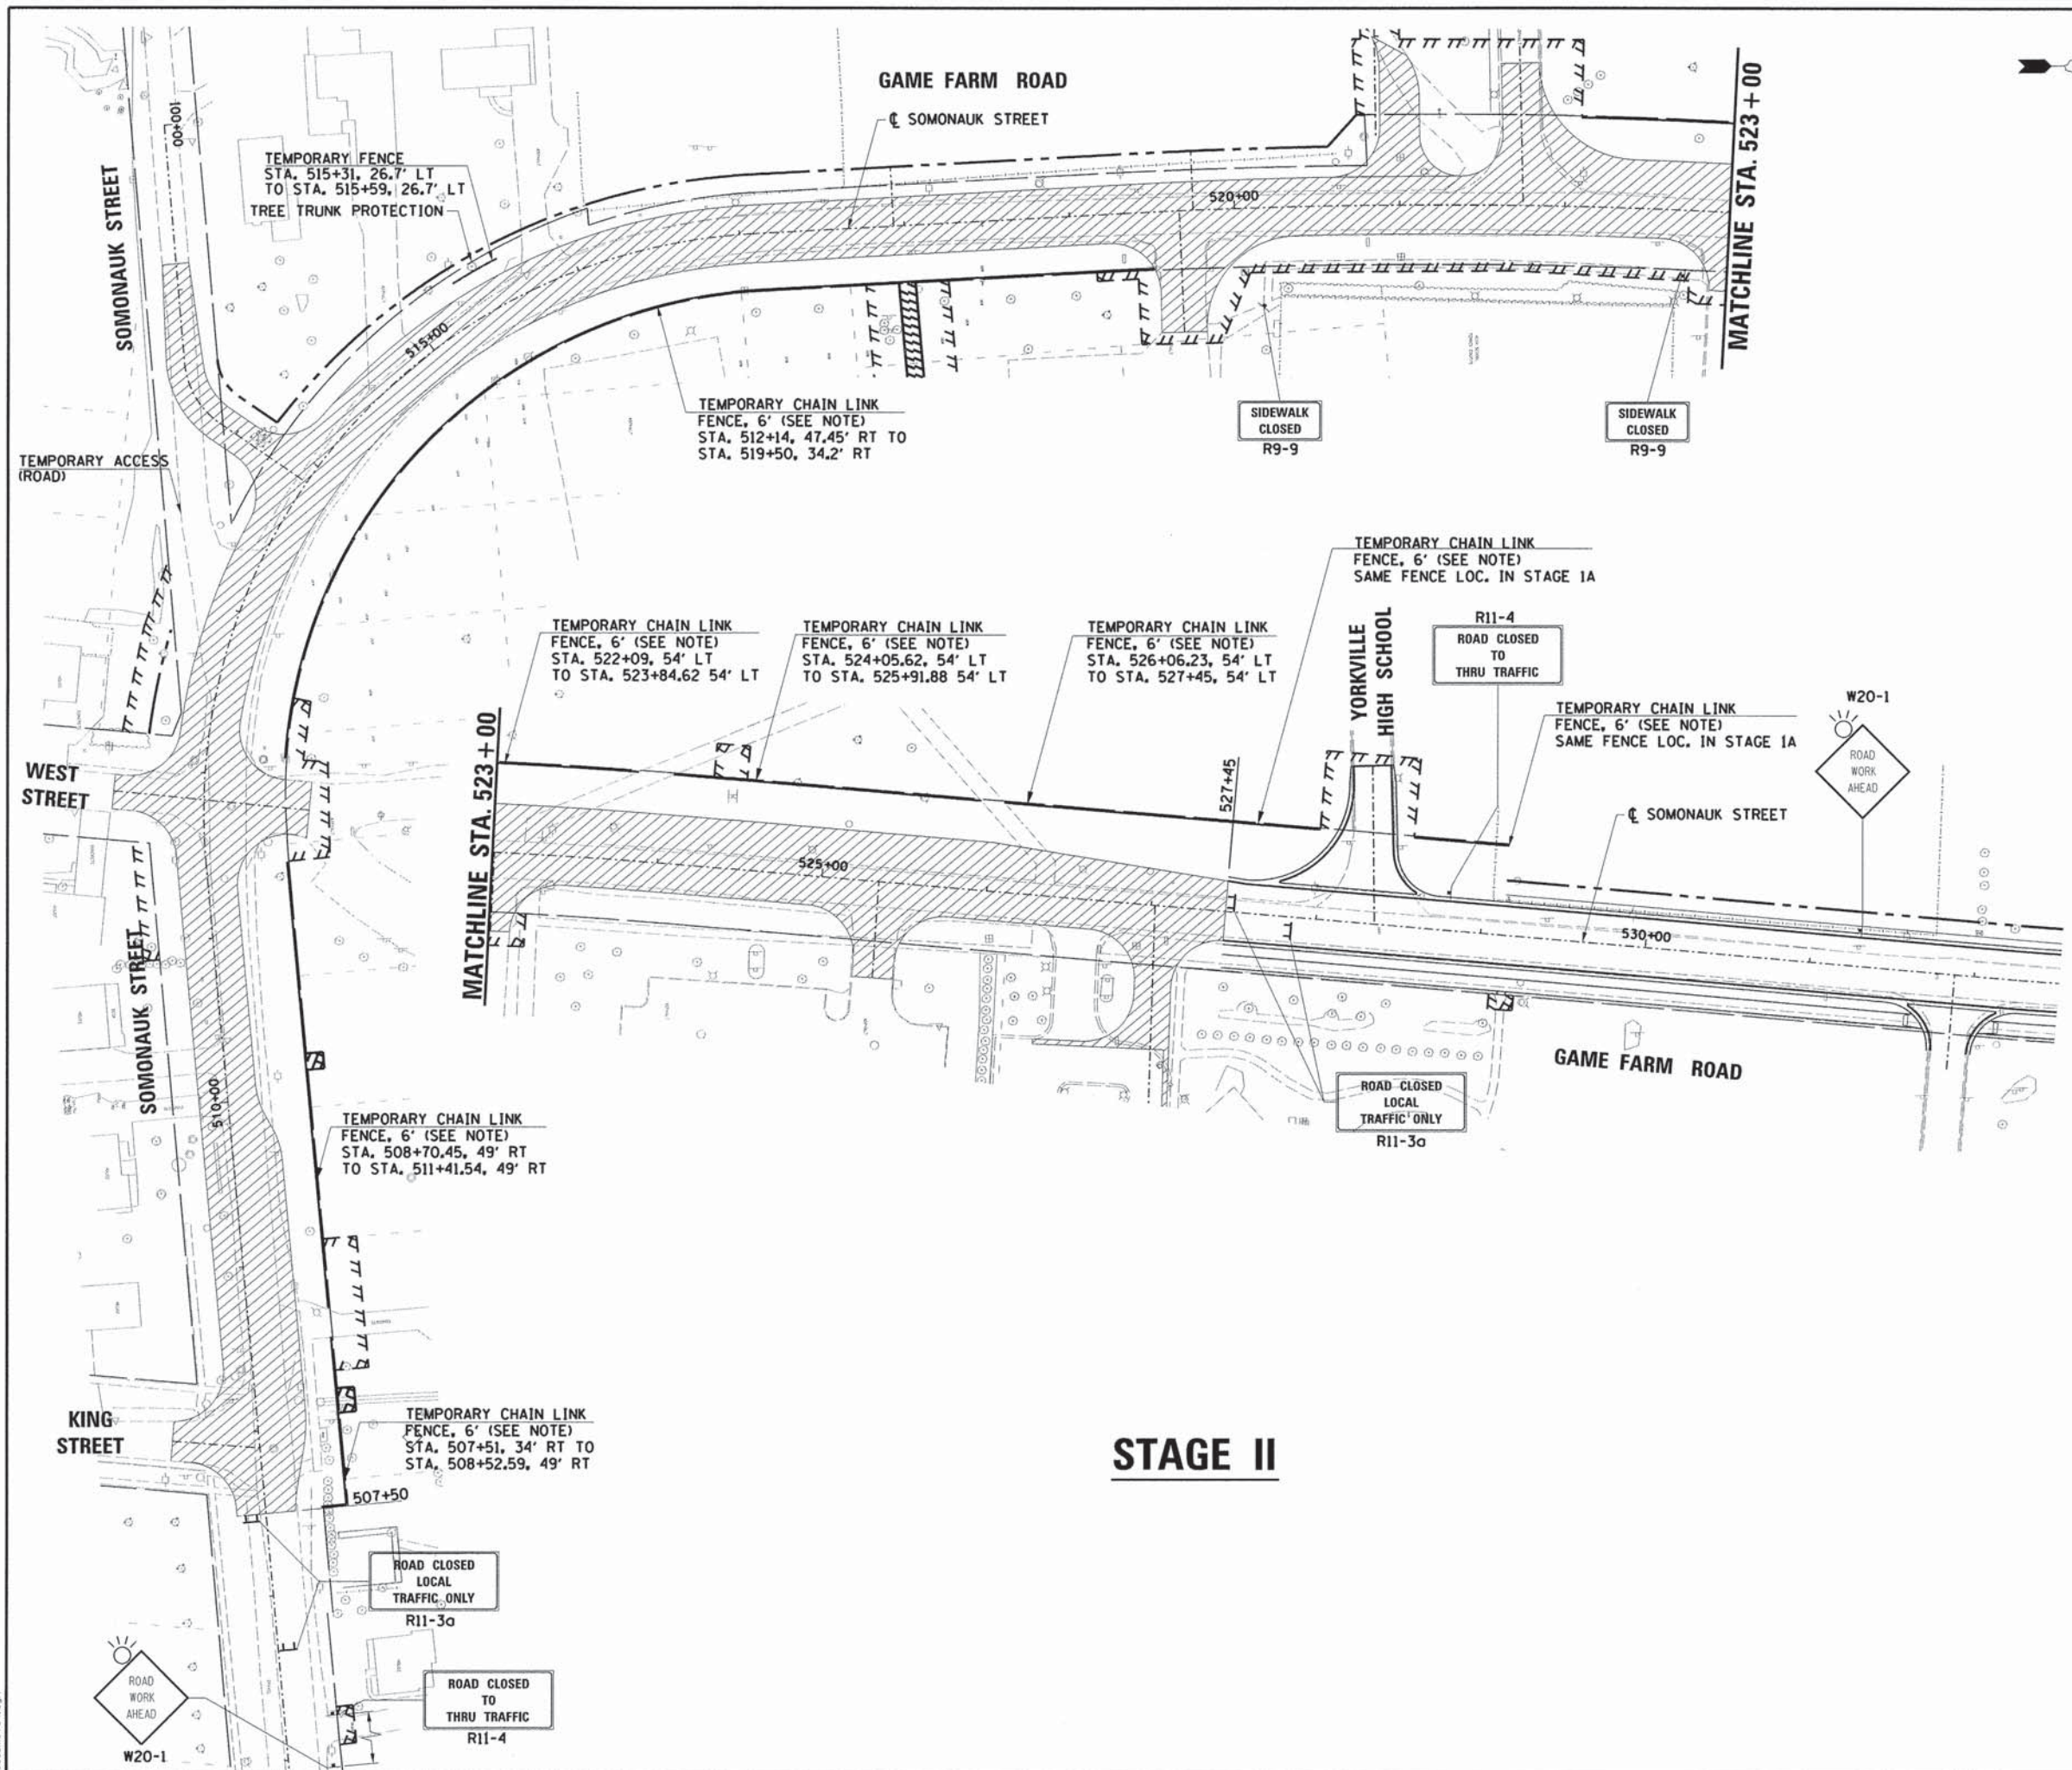 GAME FARM ROAD
℄ SOMONAUK STREET
MATCHLINE STA. 523+00
100+00
SOMONAUK STREET
TEMPORARY FENCE
STA. 515+31, 26.7' LT
TO STA. 515+59, 26.7' LT
TREE TRUNK PROTECTION
520+00
515+00
TEMPORARY CHAIN LINK
FENCE, 6' (SEE NOTE)
STA. 512+14, 47.45' RT TO
STA. 519+50, 34.2' RT
SIDEWALK
CLOSED
R9-9
SIDEWALK
CLOSED
R9-9
TEMPORARY ACCESS
(ROAD)
TEMPORARY CHAIN LINK
FENCE, 6' (SEE NOTE)
SAME FENCE LOC. IN STAGE 1A
TEMPORARY CHAIN LINK
FENCE, 6' (SEE NOTE)
STA. 522+09, 54' LT
TO STA. 523+84.62 54' LT
TEMPORARY CHAIN LINK
FENCE, 6' (SEE NOTE)
STA. 524+05.62, 54' LT
TO STA. 525+91.88 54' LT
TEMPORARY CHAIN LINK
FENCE, 6' (SEE NOTE)
STA. 526+06.23, 54' LT
TO STA. 527+45, 54' LT
YORKVILLE
HIGH SCHOOL
R11-4
ROAD CLOSED
TO
THRU TRAFFIC
TEMPORARY CHAIN LINK
FENCE, 6' (SEE NOTE)
SAME FENCE LOC. IN STAGE 1A
W20-1
ROAD
WORK
AHEAD
WEST
STREET
MATCHLINE STA. 523+00
527+45
℄ SOMONAUK STREET
525+00
530+00
SOMONAUK STREET
510+00
GAME FARM ROAD
ROAD CLOSED
LOCAL
TRAFFIC ONLY
R11-3a
TEMPORARY CHAIN LINK
FENCE, 6' (SEE NOTE)
STA. 508+70.45, 49' RT
TO STA. 511+41.54, 49' RT
KING
STREET
TEMPORARY CHAIN LINK
FENCE, 6' (SEE NOTE)
STA. 507+51, 34' RT TO
STA. 508+52.59, 49' RT
507+50
STAGE II
ROAD CLOSED
LOCAL
TRAFFIC ONLY
R11-3a
ROAD
WORK
AHEAD
W20-1
ROAD CLOSED
TO
THRU TRAFFIC
R11-4